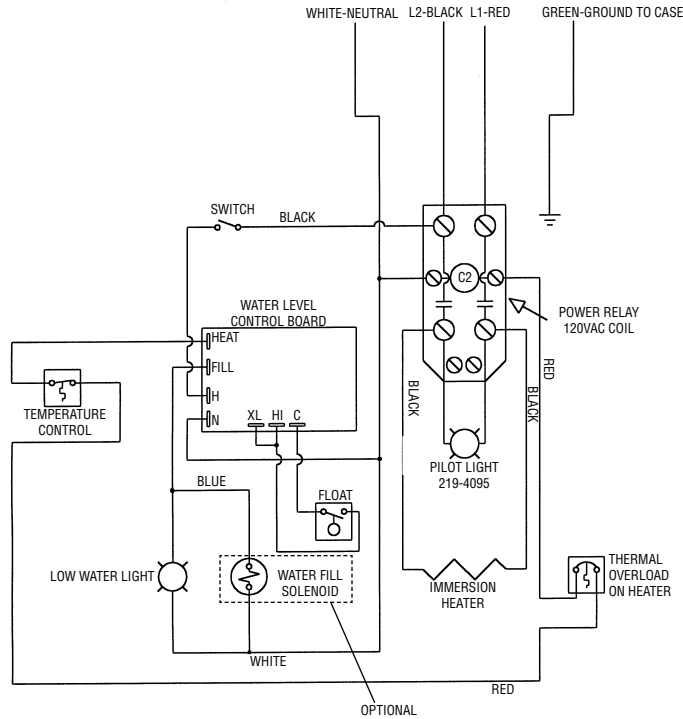 WHITE-NEUTRAL L2-BLACK L1-RED GREEN-GROUND TO CASE
SWITCH
BLACK
C2
WATER LEVEL
CONTROL BOARD
POWER RELAY
120VAC COIL
HEAT
FILL
H
N
XL HI C
TEMPERATURE
CONTROL
BLACK
BLACK
RED
PILOT LIGHT
219-4095
BLUE
FLOAT
LOW WATER LIGHT
WATER FILL
SOLENOID
IMMERSION
HEATER
THERMAL
OVERLOAD
ON HEATER
WHITE
RED
OPTIONAL